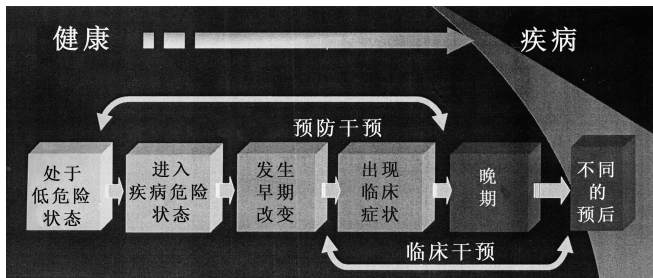 健康
疾病
预防干预
处于
低危险
状态
进入
疾病危险
状态
发生
早期
改变
出现
临床
症状
晚
期
不同
的
预后
临床干预